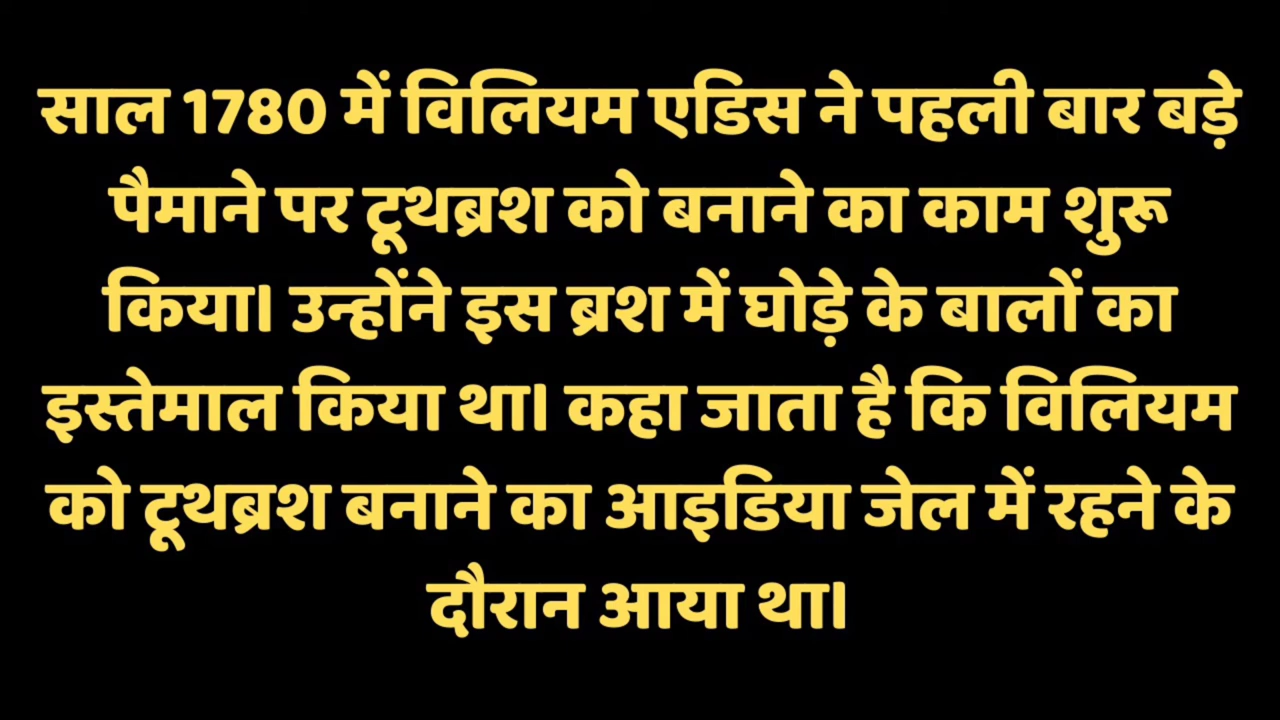 साल 1780 में विलियम एडिस ने पहली बार बड़े
पैमाने पर टूथब्रश को बनाने का काम शुरू
किया। उन्होंने इस ब्रश में घोड़े के बालों का
इस्तेमाल किया था। कहा जाता है कि विलियम
को टूथब्रश बनाने का आइडिया जेल में रहने के
दौरान आया था।